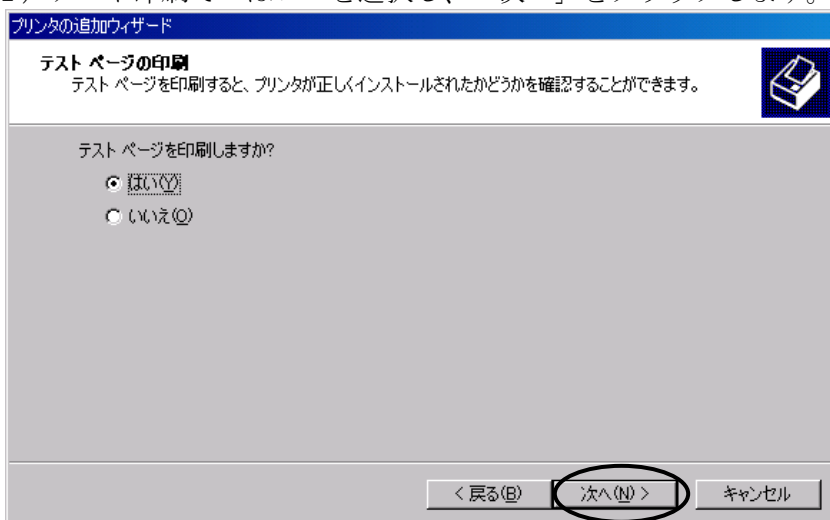 プリンタの追加ウィザード
テスト ページの印刷
テスト ページを印刷すると、プリンタが正しくインストールされたかどうかを確認することができます。
テスト ページを印刷しますか?
はい(Y)
いいえ(O)
< 戻る(B) 次へ(N) > キャンセル